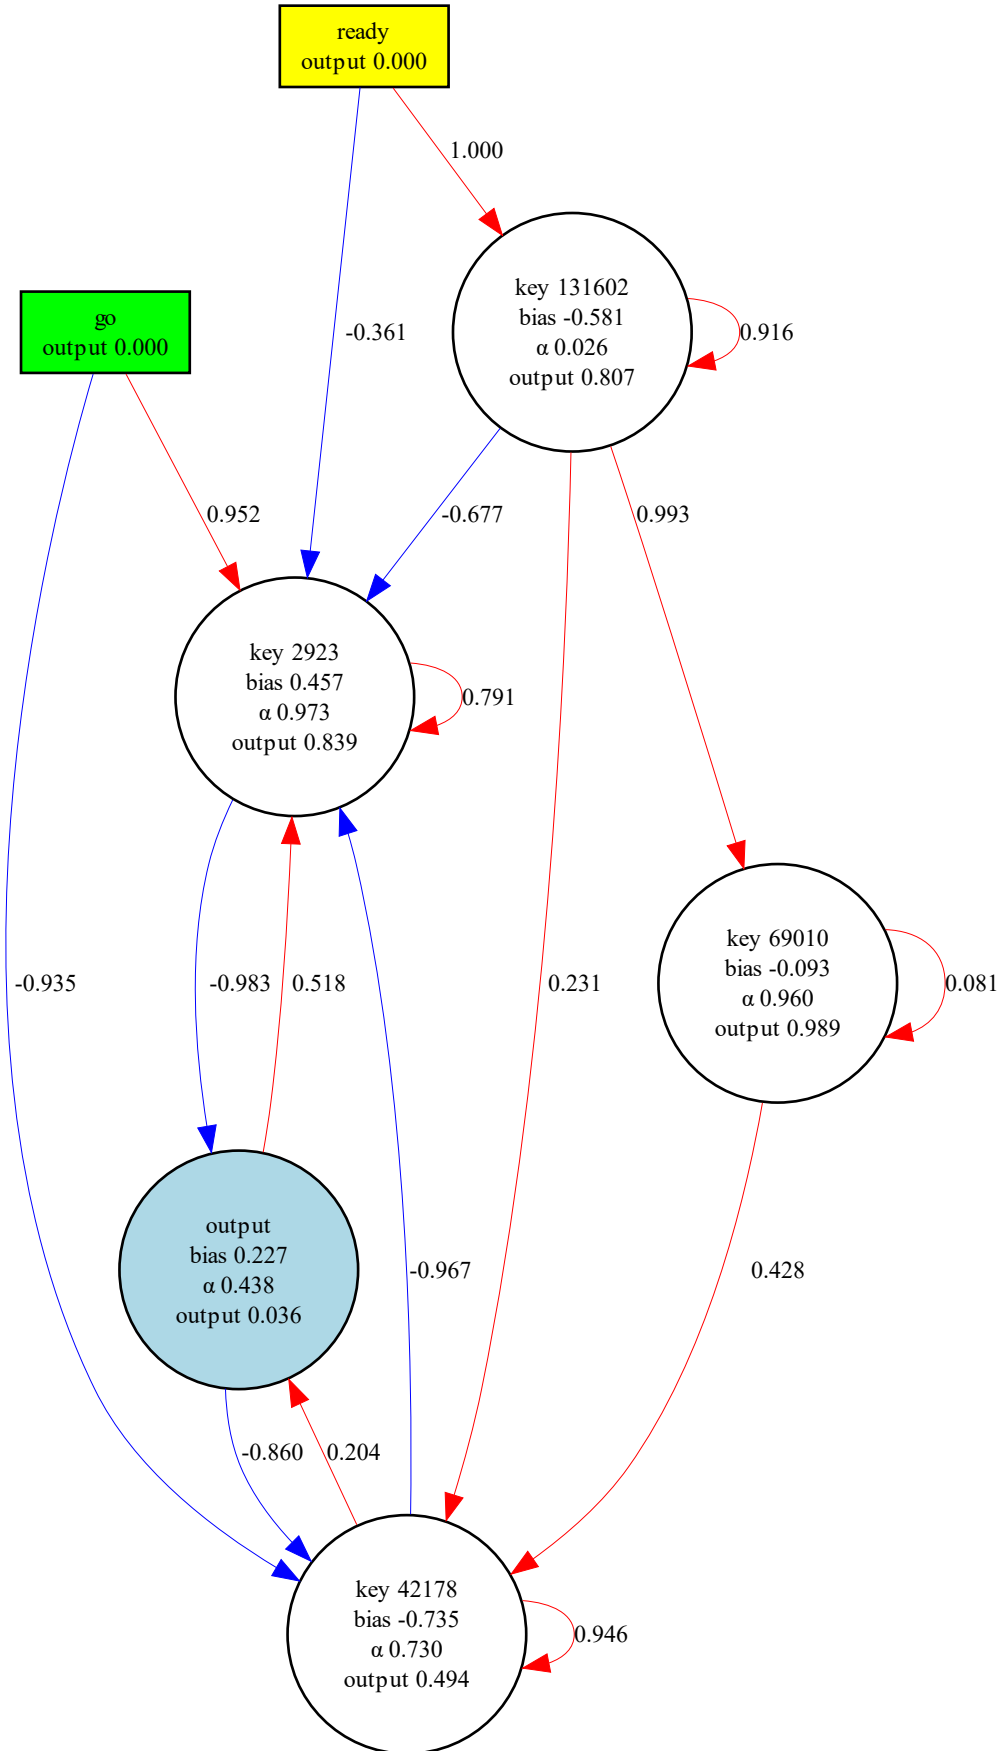 ready
output 0.000
1.000
key 131602
bias -0.581
α 0.026
output 0.807
0.916
go
output 0.000
-0.361
0.952
-0.677
0.993
key 2923
bias 0.457
α 0.973
output 0.839
0.791
key 69010
bias -0.093
α 0.960
output 0.989
0.081
-0.935
-0.983
0.518
0.231
output
bias 0.227
α 0.438
output 0.036
-0.967
0.428
-0.860
0.204
key 42178
bias -0.735
α 0.730
output 0.494
0.946